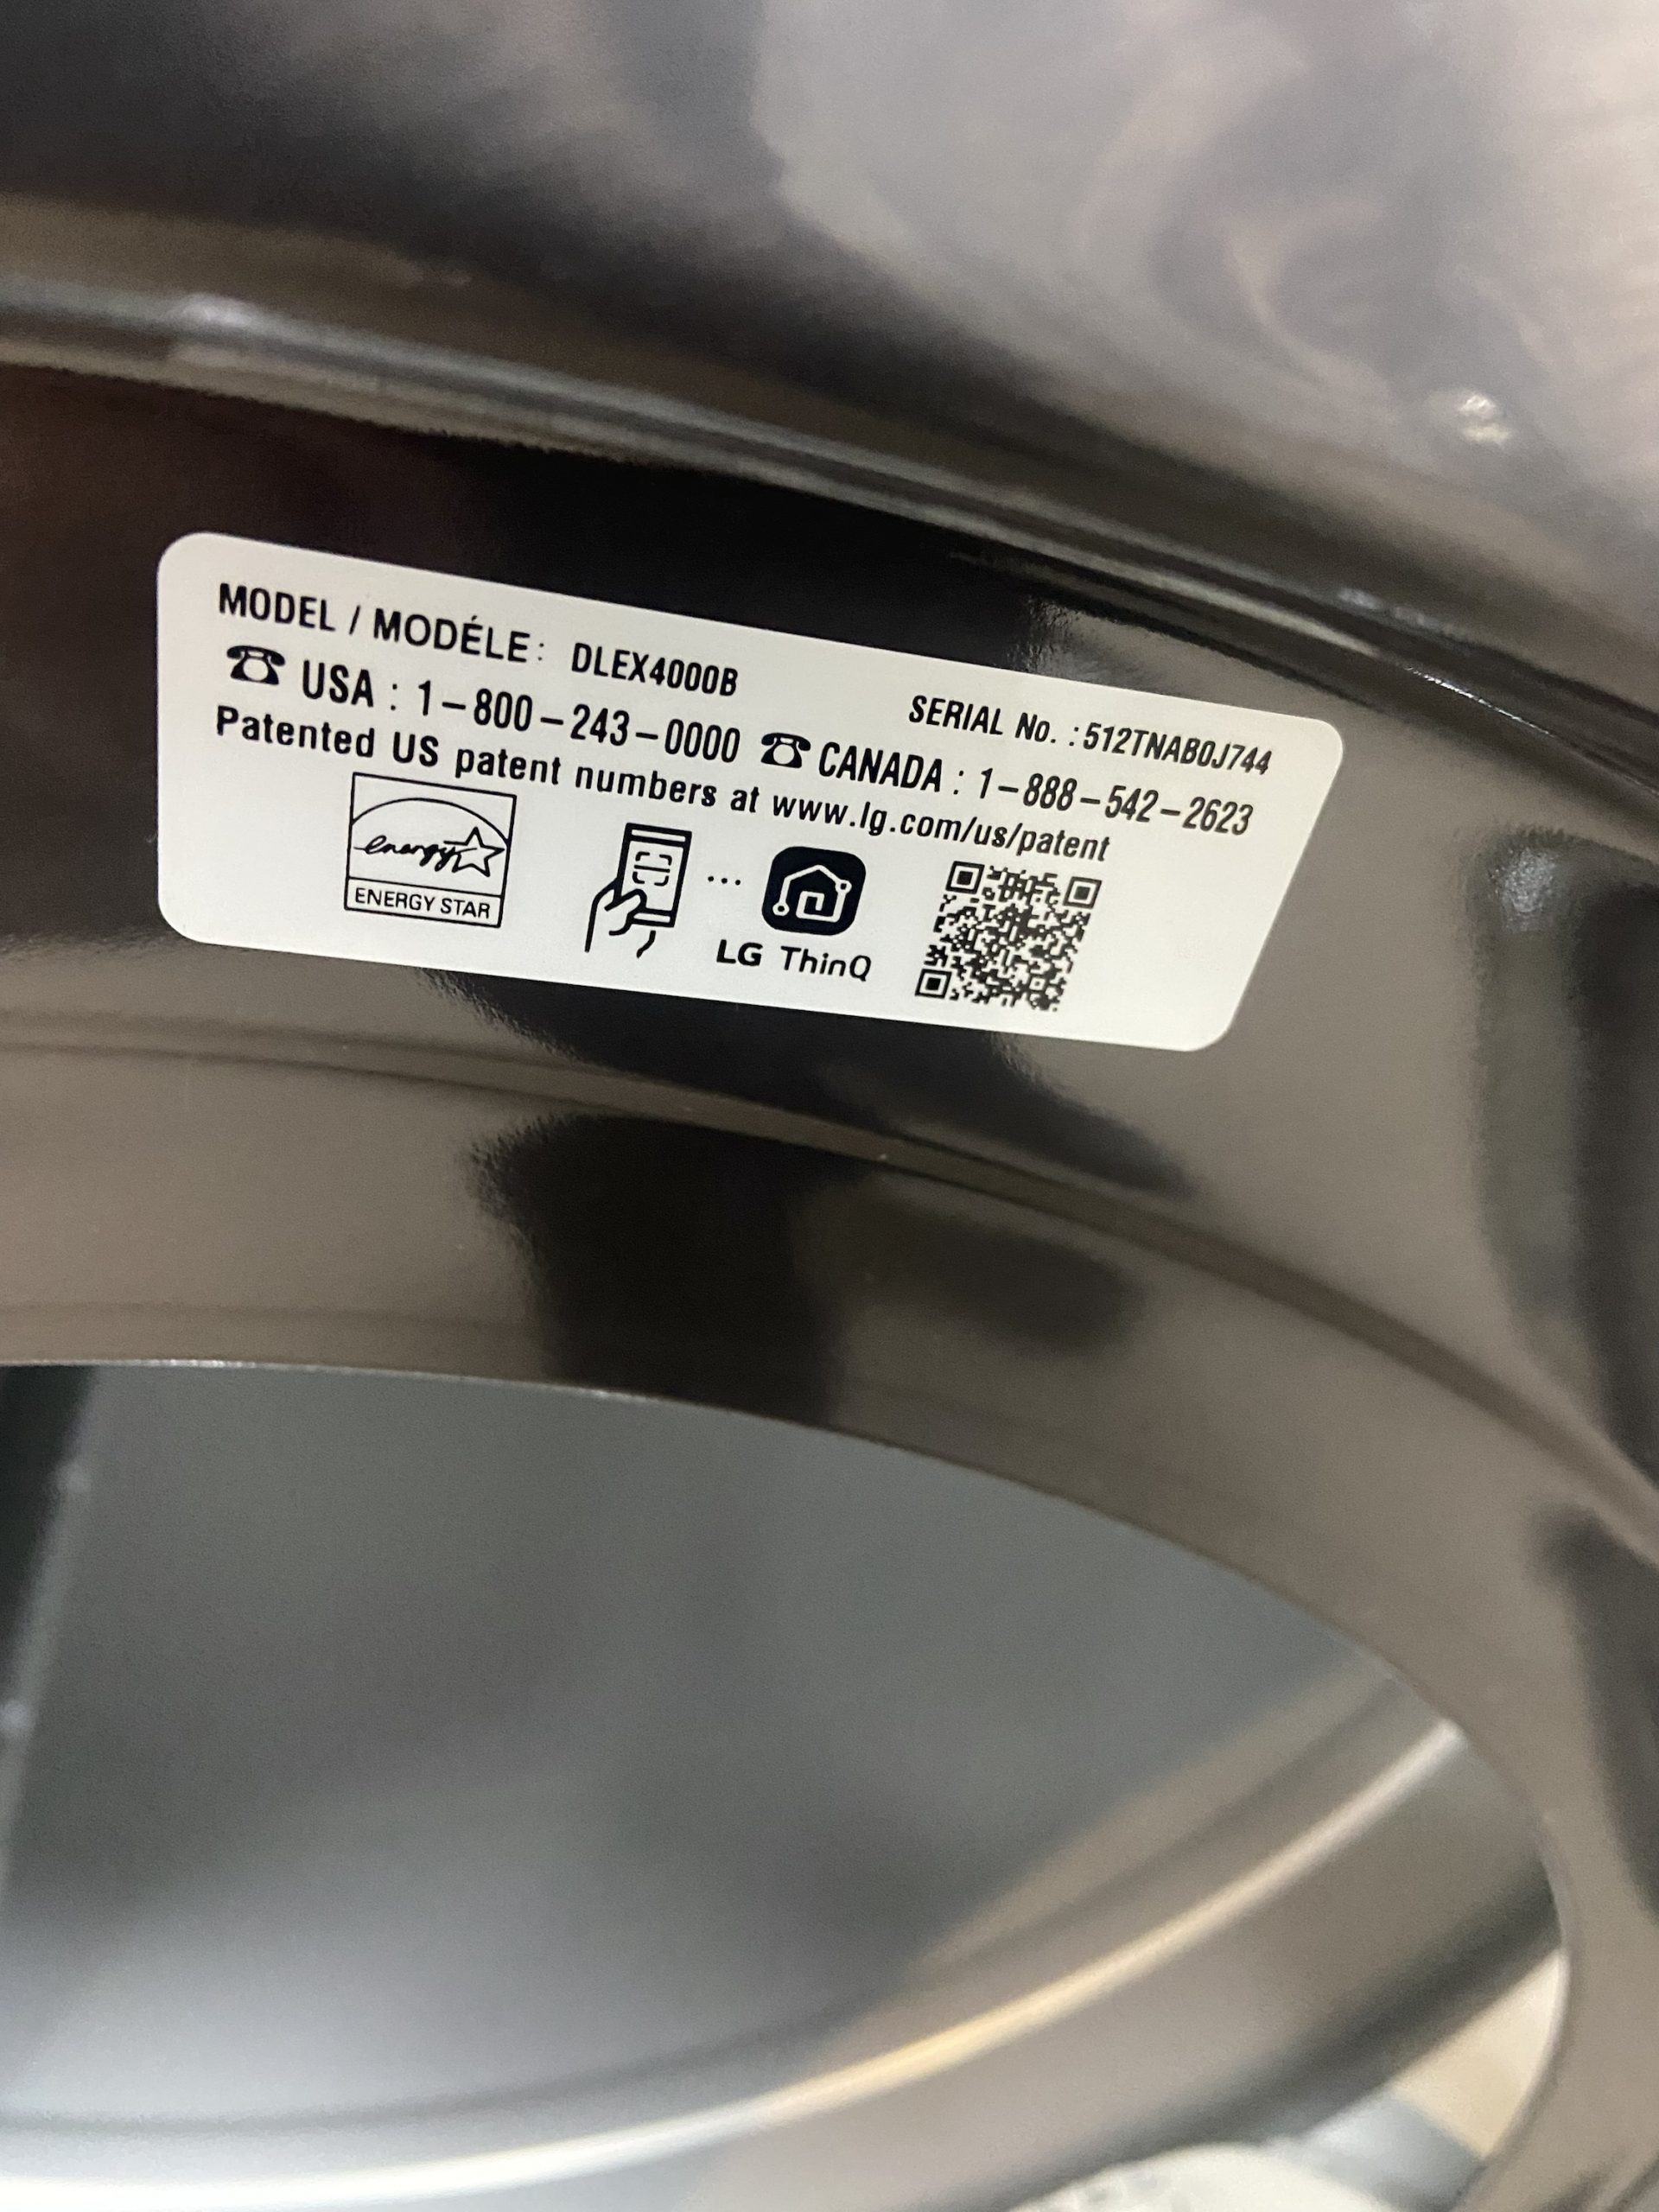 MODEL / MODÉLE: DLEX4000B
SERIAL No. :512TNAB0J744
☎ USA : 1-800-243-0000 ☎ CANADA : 1-888-542-2623
Patented US patent numbers at www.lg.com/us/patent
energy
ENERGY STAR
...
LG ThinQ